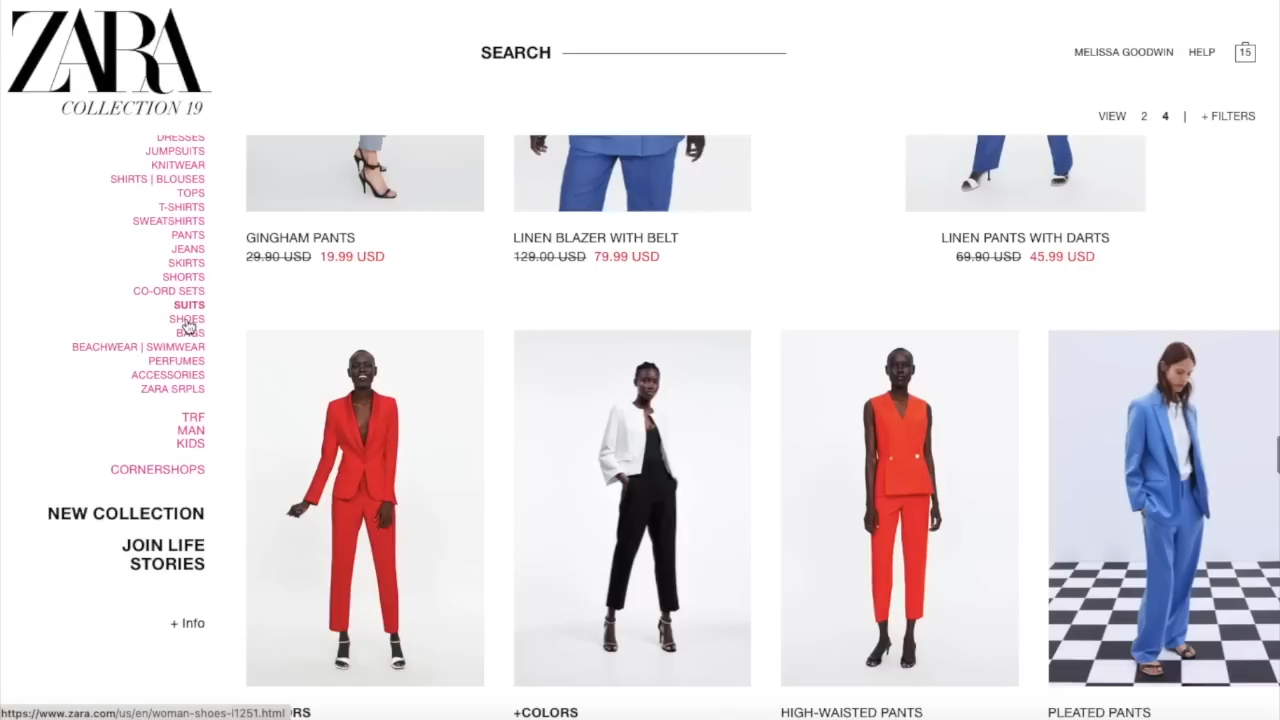 ZARA
COLLECTION 19
SEARCH
MELISSA GOODWIN HELP 15
VIEW 2 4 | + FILTERS
DRESSES
JUMPSUITS
KNITWEAR
SHIRTS | BLOUSES
TOPS
T-SHIRTS
SWEATSHIRTS
PANTS
JEANS
SKIRTS
SHORTS
CO-ORD SETS
SUITS
SHOES
BAGS
BEACHWEAR | SWIMWEAR
PERFUMES
ACCESSORIES
ZARA SRPLS
TRF
MAN
KIDS
CORNERSHOPS
NEW COLLECTION
JOIN LIFE
STORIES
+ Info
GINGHAM PANTS
29.90 USD 19.99 USD
LINEN BLAZER WITH BELT
129.00 USD 79.99 USD
LINEN PANTS WITH DARTS
69.90 USD 45.99 USD
+COLORS
HIGH-WAISTED PANTS
PLEATED PANTS
https://www.zara.com/us/en/woman-shoes-l1251.html